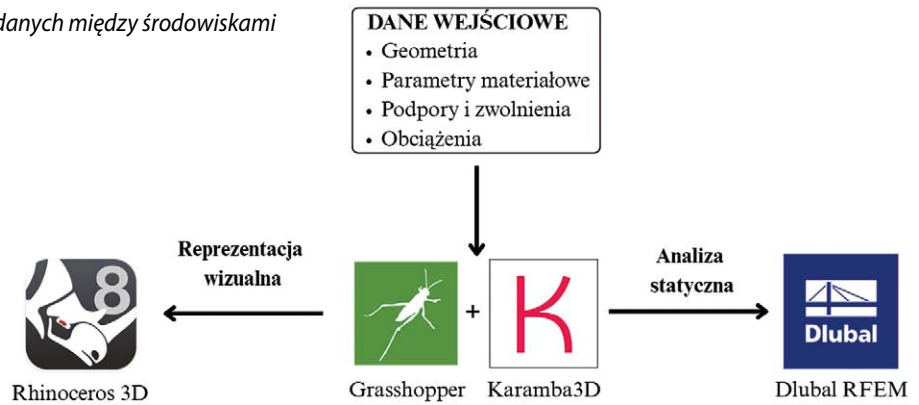 danych między środowiskami
DANE WEJŚCIOWE
• Geometria
• Parametry materiałowe
• Podpory i zwolnienia
• Obciążenia
Reprezentacja
wizualna
Analiza
statyczna
8
+
K
Dlubal
Rhinoceros 3D
Grasshopper
Karamba3D
Dlubal RFEM